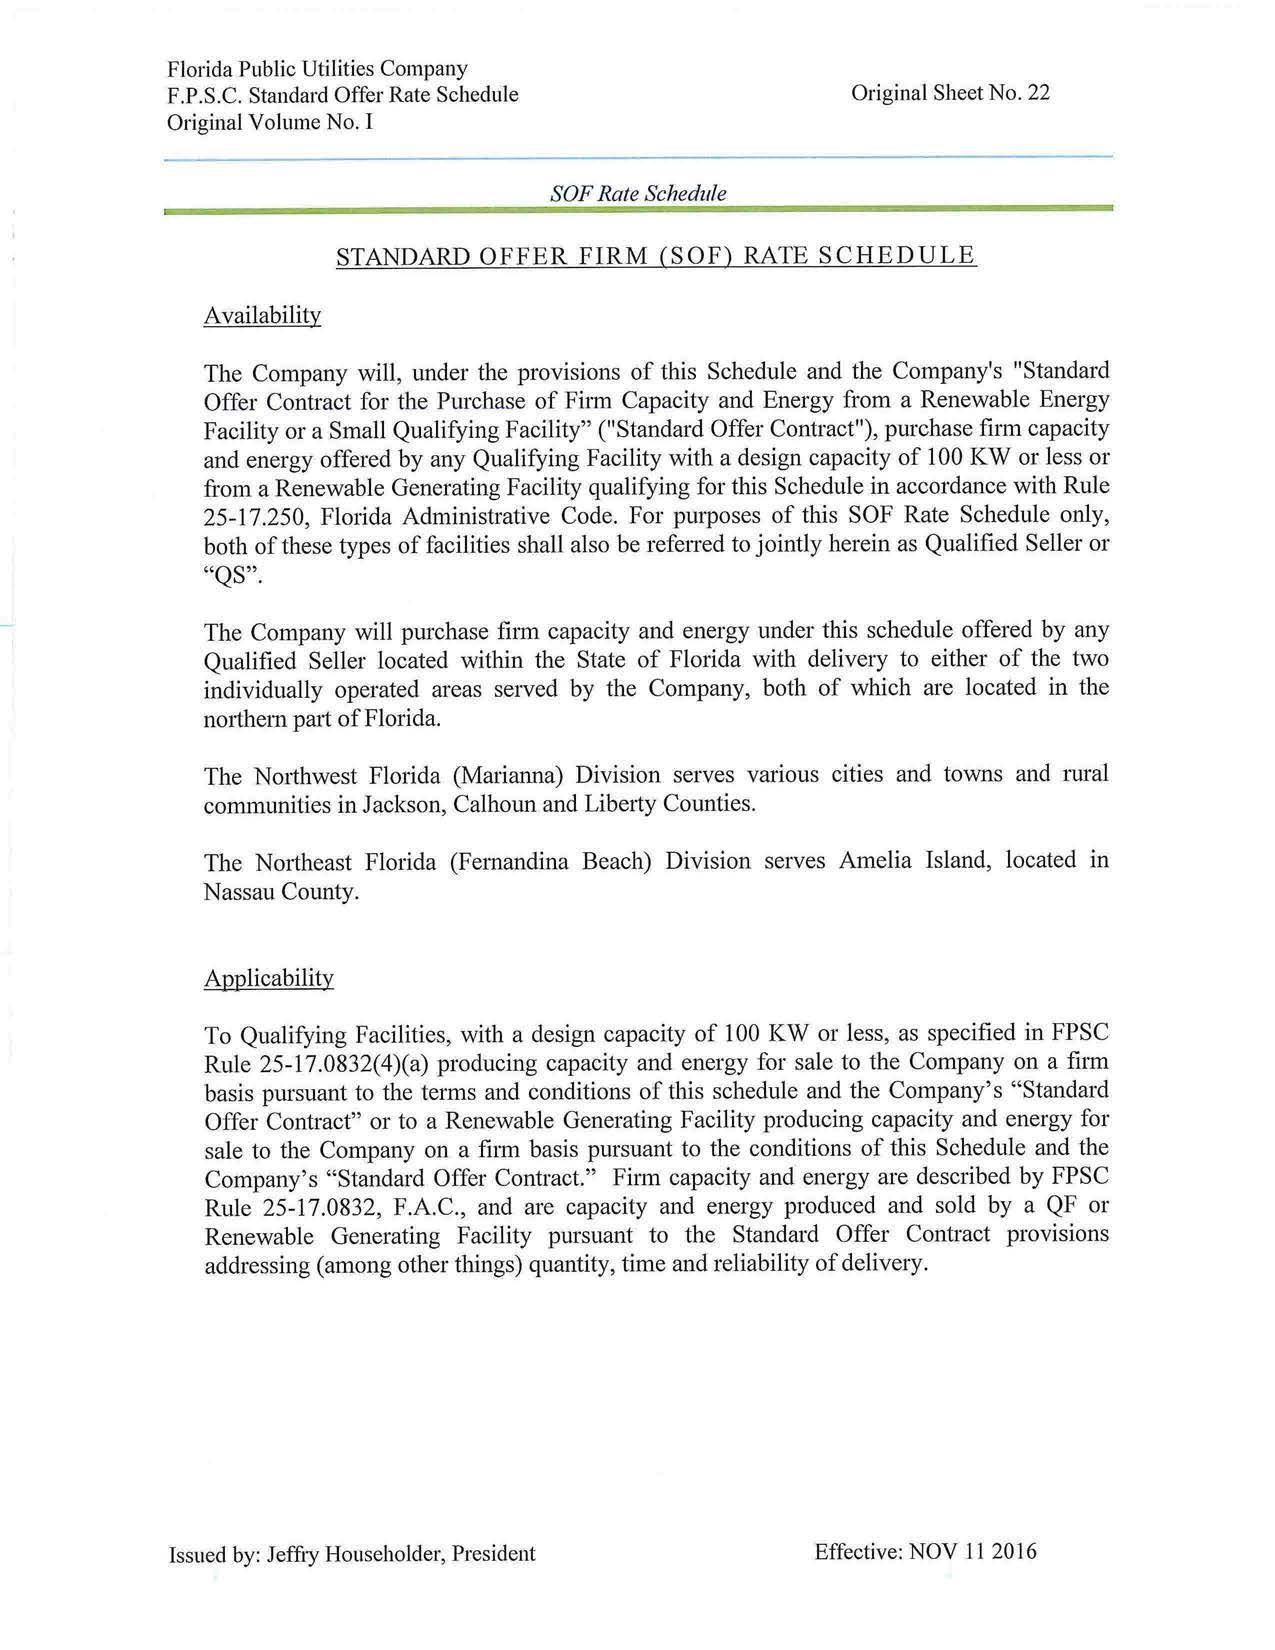 Florida Public Utilities Company
F.P.S.C. Standard Offer Rate Schedule
Original Sheet No. 22
Original Volume No. I
SOF Rate Schedule
STANDARD OFFER FIRM (SOF) RATE SCHEDULE
Availability
The Company will, under the provisions of this Schedule and the Company's "Standard
Offer Contract for the Purchase of Firm Capacity and Energy from a Renewable Energy
Facility or a Small Qualifying Facility” ("Standard Offer Contract"), purchase firm capacity
and energy offered by any Qualifying Facility with a design capacity of 100 KW or less or
from a Renewable Generating Facility qualifying for this Schedule in accordance with Rule
25-17.250, Florida Administrative Code. For purposes of this SOF Rate Schedule only,
both of these types of facilities shall also be referred to jointly herein as Qualified Seller or
“QS”.
The Company will purchase firm capacity and energy under this schedule offered by any
Qualified Seller located within the State of Florida with delivery to either of the two
individually operated areas served by the Company, both of which are located in the
northern part of Florida.
The Northwest Florida (Marianna) Division serves various cities and towns and rural
communities in Jackson, Calhoun and Liberty Counties.
The Northeast Florida (Fernandina Beach) Division serves Amelia Island, located in
Nassau County.
Applicability
To Qualifying Facilities, with a design capacity of 100 KW or less, as specified in FPSC
Rule 25-17.0832(4)(a) producing capacity and energy for sale to the Company on a firm
basis pursuant to the terms and conditions of this schedule and the Company’s “Standard
Offer Contract” or to a Renewable Generating Facility producing capacity and energy for
sale to the Company on a firm basis pursuant to the conditions of this Schedule and the
Company’s “Standard Offer Contract.” Firm capacity and energy are described by FPSC
Rule 25-17.0832, F.A.C., and are capacity and energy produced and sold by a QF or
Renewable Generating Facility pursuant to the Standard Offer Contract provisions
addressing (among other things) quantity, time and reliability of delivery.
Issued by: Jeffry Householder, President
Effective: NOV 11 2016